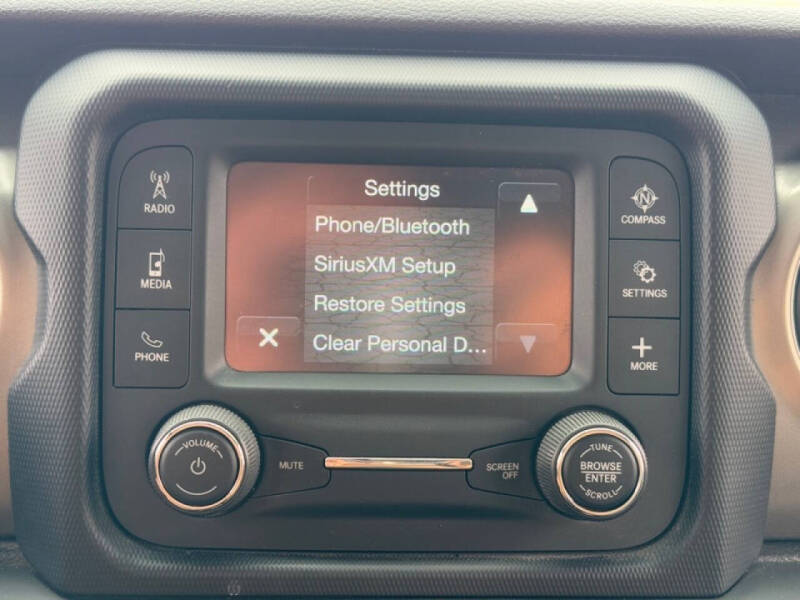 Settings
Phone/Bluetooth
SiriusXM Setup
Restore Settings
Clear Personal D...
RADIO
MEDIA
PHONE
N
COMPASS
SETTINGS
MORE
VOLUME
MUTE
SCREEN
OFF
TUNE
BROWSE
ENTER
SCROLL